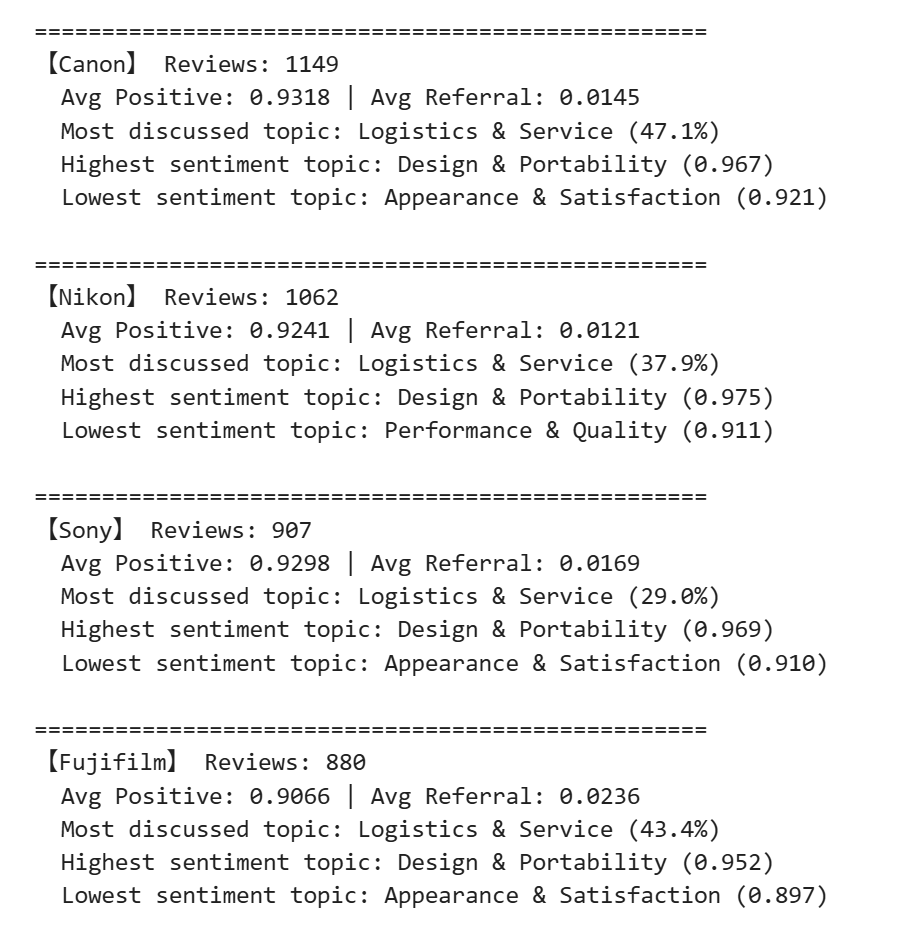 ==================================================
【Canon】 Reviews: 1149
Avg Positive: 0.9318 | Avg Referral: 0.0145
Most discussed topic: Logistics & Service (47.1%)
Highest sentiment topic: Design & Portability (0.967)
Lowest sentiment topic: Appearance & Satisfaction (0.921)
==================================================
【Nikon】 Reviews: 1062
Avg Positive: 0.9241 | Avg Referral: 0.0121
Most discussed topic: Logistics & Service (37.9%)
Highest sentiment topic: Design & Portability (0.975)
Lowest sentiment topic: Performance & Quality (0.911)
==================================================
【Sony】 Reviews: 907
Avg Positive: 0.9298 | Avg Referral: 0.0169
Most discussed topic: Logistics & Service (29.0%)
Highest sentiment topic: Design & Portability (0.969)
Lowest sentiment topic: Appearance & Satisfaction (0.910)
==================================================
【Fujifilm】 Reviews: 880
Avg Positive: 0.9066 | Avg Referral: 0.0236
Most discussed topic: Logistics & Service (43.4%)
Highest sentiment topic: Design & Portability (0.952)
Lowest sentiment topic: Appearance & Satisfaction (0.897)